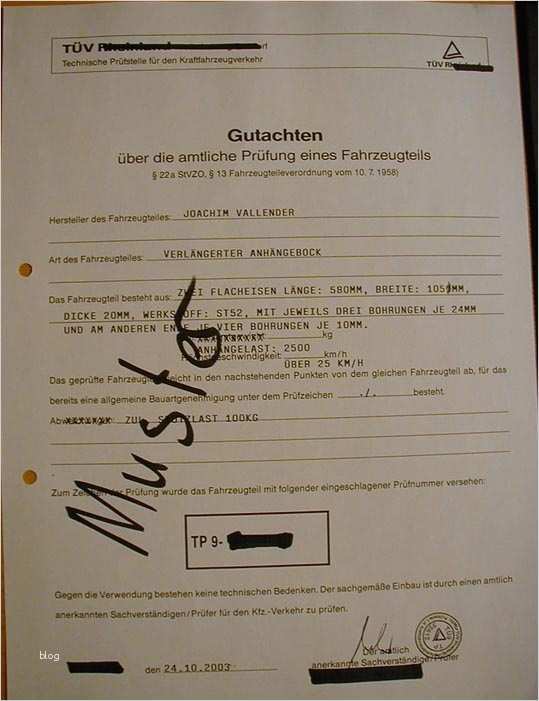 TÜV Rheinland
Technische Prüfstelle für den Kraftfahrzeugverkehr
TÜV
Gutachten
über die amtliche Prüfung eines Fahrzeugteils
§ 22a StVZO, § 13 Fahrzeugteileverordnung vom 10. 7. 1958)
Hersteller des Fahrzeugteiles: JOACHIM VALLENDER
Art des Fahrzeugteiles: VERLÄNGERTER ANHÄNGEBOCK
Das Fahrzeugteil besteht aus: ZWEI FLACHEISEN LÄNGE: 580MM, BREITE: MM,
DICKE 20MM, WERKSTOFF: ST52, MIT JEWEILS DREI BOHRUNGEN JE 24MM
UND AM ANDEREN ENDE JE VIER BOHRUNGEN JE 10MM.
kg
ANHÄNGELAST: 2500
km/h
ÜBER 25 KM/H
Das geprüfte Fahrzeugteil weicht in den nachstehenden Punkten von dem gleichen Fahrzeugteil ab, für das
bereits eine allgemeine Bauartgenehmigung unter dem Prüfzeichen ./. besteht.
ZUL. STÜTZLAST 100KG
Muster
Zum Zeichen der Prüfung wurde das Fahrzeugteil mit folgender eingeschlagener Prüfnummer versehen:
TP 9-
Gegen die Verwendung bestehen keine technischen Bedenken. Der sachgemäße Einbau ist durch einen amtlich
anerkannten Sachverständigen/Prüfer für den Kfz.-Verkehr zu prüfen.
blog
den 24.10.2003
Der amtlich
anerkannte Sachverständige/Prüfer